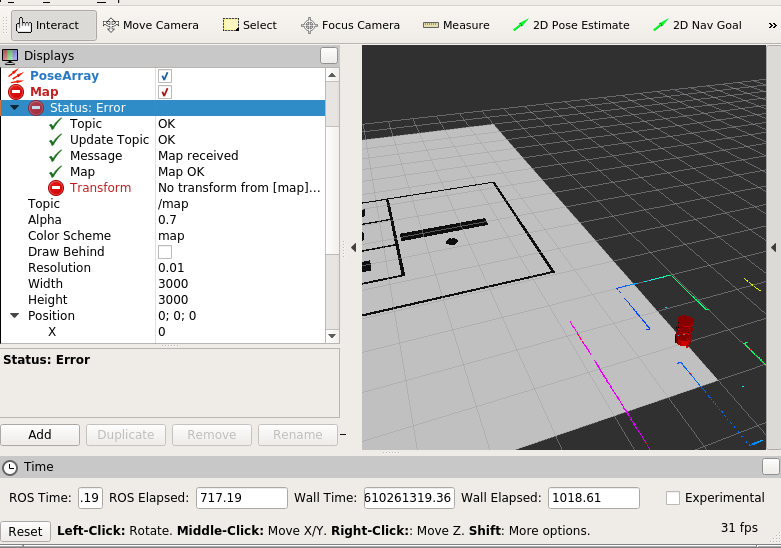 Interact Move Camera Select Focus Camera Measure 2D Pose Estimate 2D Nav Goal »
Displays
PoseArray
Map
Status: Error
Topic OK
Update Topic OK
Message Map received
Map Map OK
Transform No transform from [map]...
Topic /map
Alpha 0.7
Color Scheme map
Draw Behind
Resolution 0.01
Width 3000
Height 3000
Position 0; 0; 0
X 0
Status: Error
Add Duplicate Remove Rename
Time
ROS Time: .19 ROS Elapsed: 717.19 Wall Time: 610261319.36 Wall Elapsed: 1018.61 Experimental
Reset Left-Click: Rotate. Middle-Click: Move X/Y. Right-Click:: Move Z. Shift: More options. 31 fps